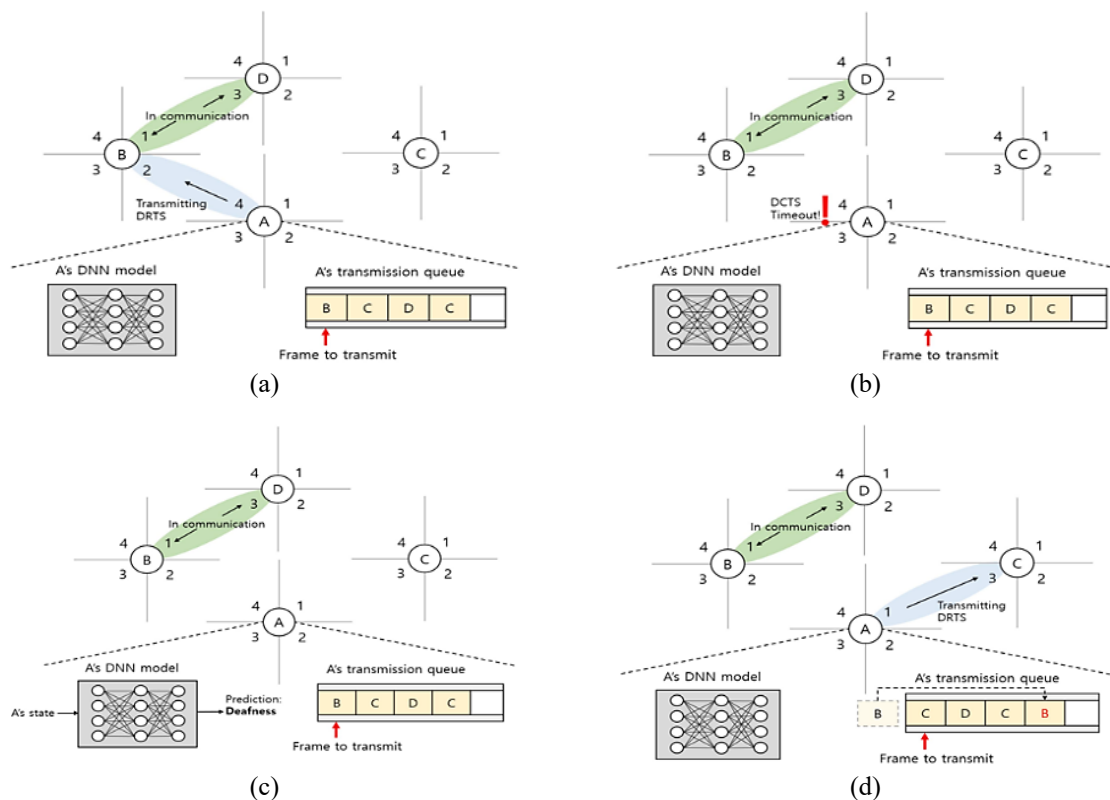 4 1
D
3 2
In communication
4 1
B
3 2
C
4 1
3 2
Transmitting
DRTS
4 1
A
3 2
A's DNN model
A's transmission queue
B C D C
Frame to transmit
(a)
4 1
D
3 2
In communication
4 1
B
3 2
4 1
C
3 2
DCTS
Timeout!
4 1
A
3 2
A's DNN model
A's transmission queue
B C D C
Frame to transmit
(b)
4 1
D
3 2
In communication
4 1
B
3 2
4 1
C
3 2
4 1
A
3 2
A's DNN model
A's transmission queue
A's state
Prediction:
Deafness
B C D C
Frame to transmit
(c)
4 1
D
3 2
In communication
4 1
B
3 2
4 1
C
3 2
Transmitting
DRTS
4 1
A
3 2
A's DNN model
A's transmission queue
B C D C B
Frame to transmit
(d)